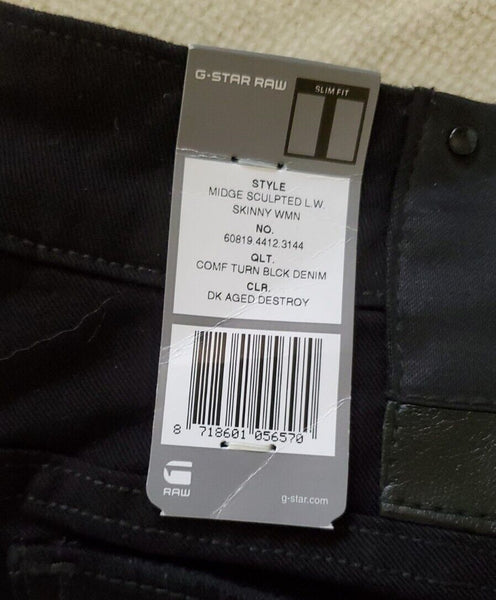 G-STAR RAW
SLIM FIT
STYLE
MIDGE SCULPTED L.W.
SKINNY WMN
NO.
60819.4412.3144
QLT.
COMF TURN BLCK DENIM
CLR.
DK AGED DESTROY
8 718601 056570
RAW
g-star.com